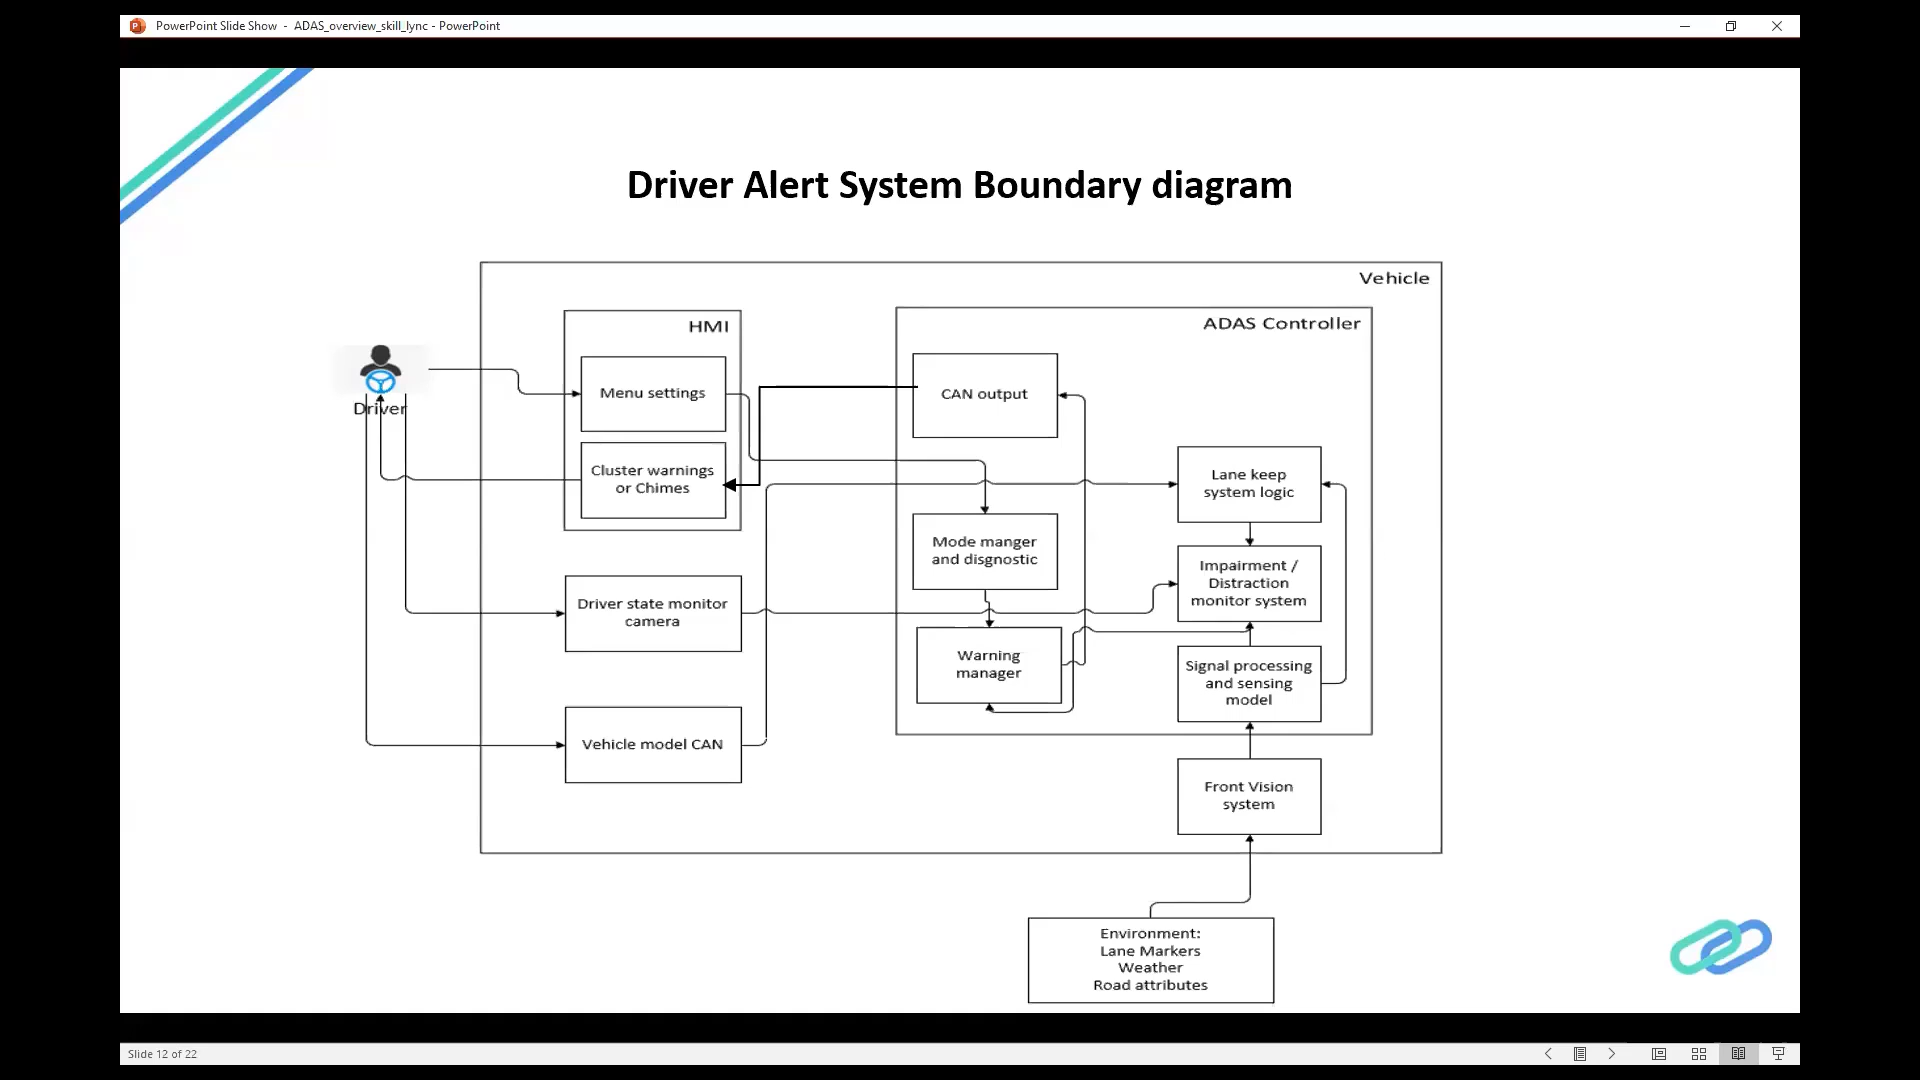 PowerPoint Slide Show - ADAS_overview_skill_lync - PowerPoint
Driver Alert System Boundary diagram
Vehicle
HMI
ADAS Controller
Menu settings
CAN output
Driver
Cluster warnings
or Chimes
Lane keep
system logic
Mode manger
and disgnostic
Impairment /
Distraction
monitor system
Driver state monitor
camera
Warning
manager
Signal processing
and sensing
model
Vehicle model CAN
Front Vision
system
Environment:
Lane Markers
Weather
Road attributes
Slide 12 of 22